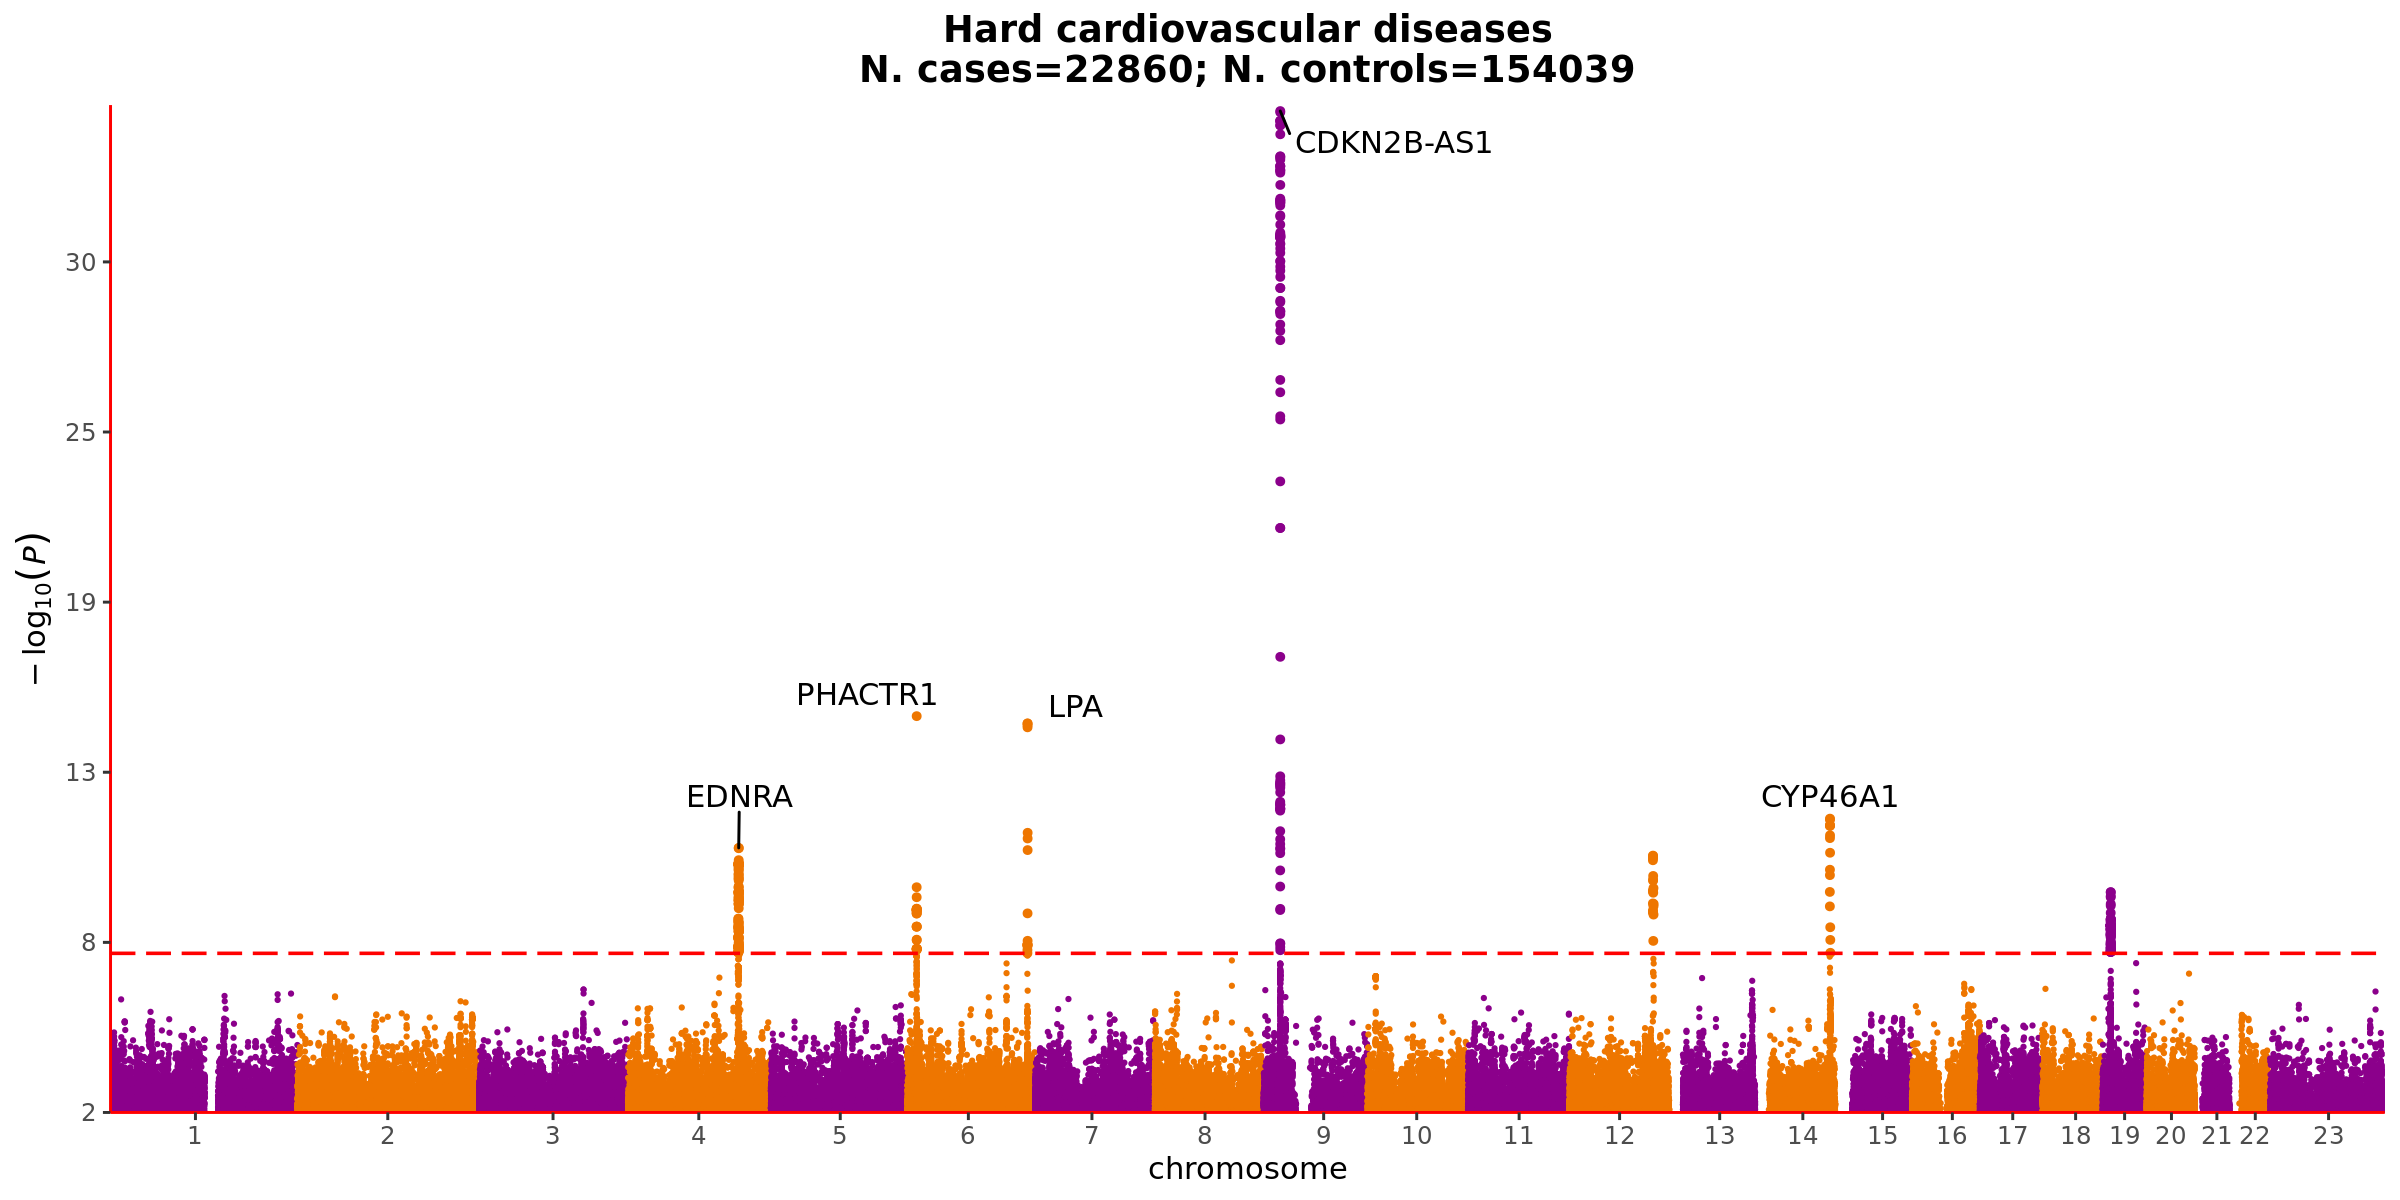 Hard cardiovascular diseases
N. cases=22860; N. controls=154039
CDKN2B-AS1
30
25
19
− log10(P)
PHACTR1
LPA
13
EDNRA
CYP46A1
8
2
1 2 3 4 5 6 7 8 9 10 11 12 13 14 15 16 17 18 19 20 21 22 23
chromosome